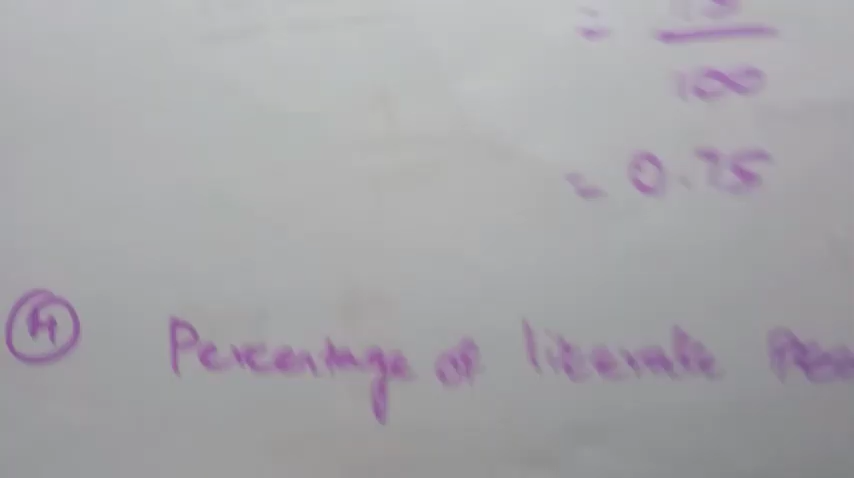 =
100
= 0.75
4 Percentage of literate